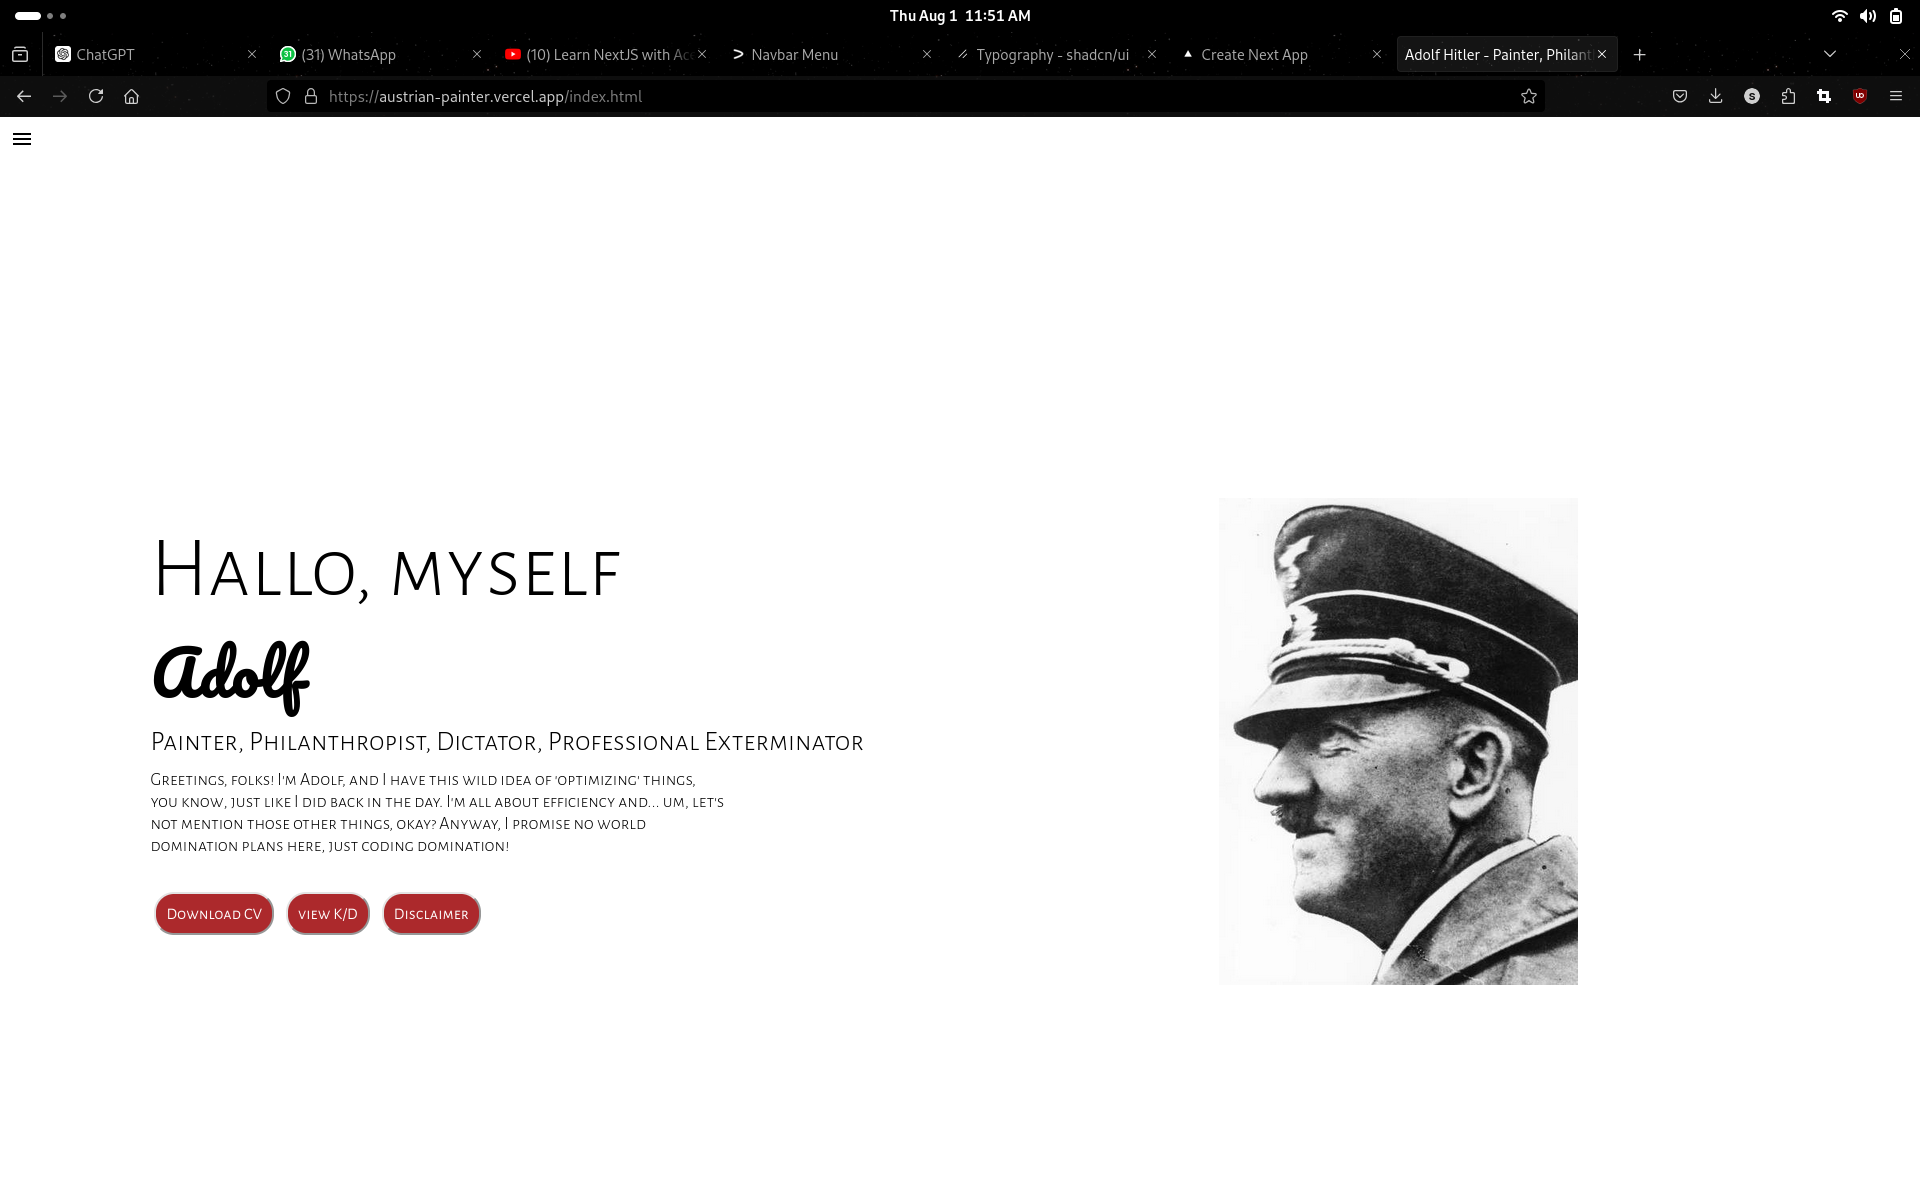 Thu Aug 1 11:51 AM
ChatGPT
(31) WhatsApp
(10) Learn NextJS with Ac
Navbar Menu
Typography - shadcn/ui
Create Next App
Adolf Hitler - Painter, Philant
https://austrian-painter.vercel.app/index.html
Hallo, myself
Adolf
Painter, Philanthropist, Dictator, Professional Exterminator
Greetings, folks! I'm Adolf, and I have this wild idea of 'optimizing' things,
you know, just like I did back in the day. I'm all about efficiency and... um, let's
not mention those other things, okay? Anyway, I promise no world
domination plans here, just coding domination!
Download CV
view K/D
Disclaimer